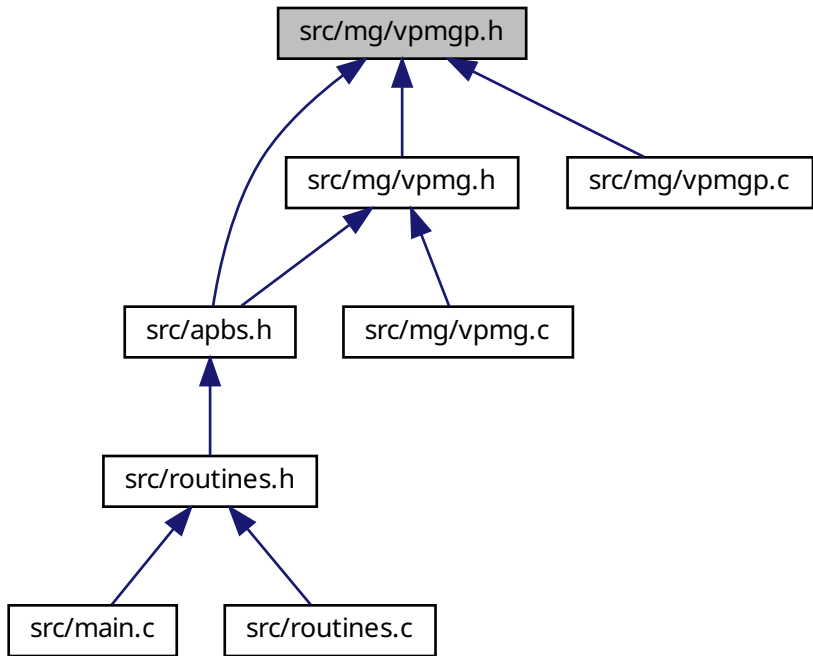 src/mg/vpmgp.h
src/mg/vpmg.h
src/mg/vpmgp.c
src/apbs.h
src/mg/vpmg.c
src/routines.h
src/main.c
src/routines.c